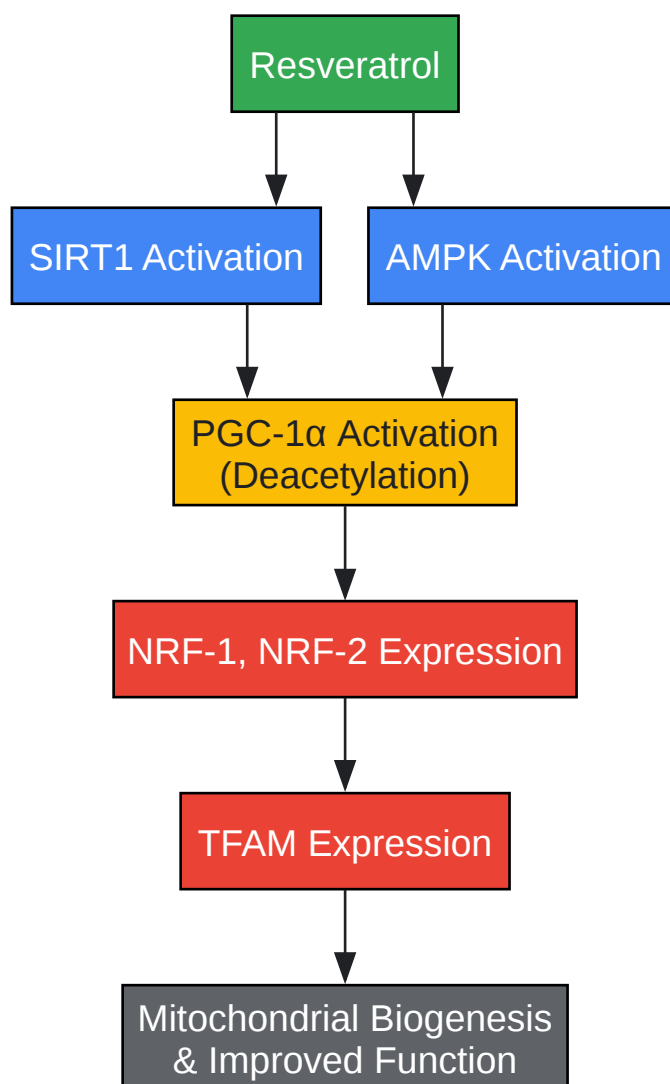 Resveratrol
SIRT1 Activation
AMPK Activation
PGC-1α Activation
(Deacetylation)
NRF-1, NRF-2 Expression
TFAM Expression
Mitochondrial Biogenesis
& Improved Function